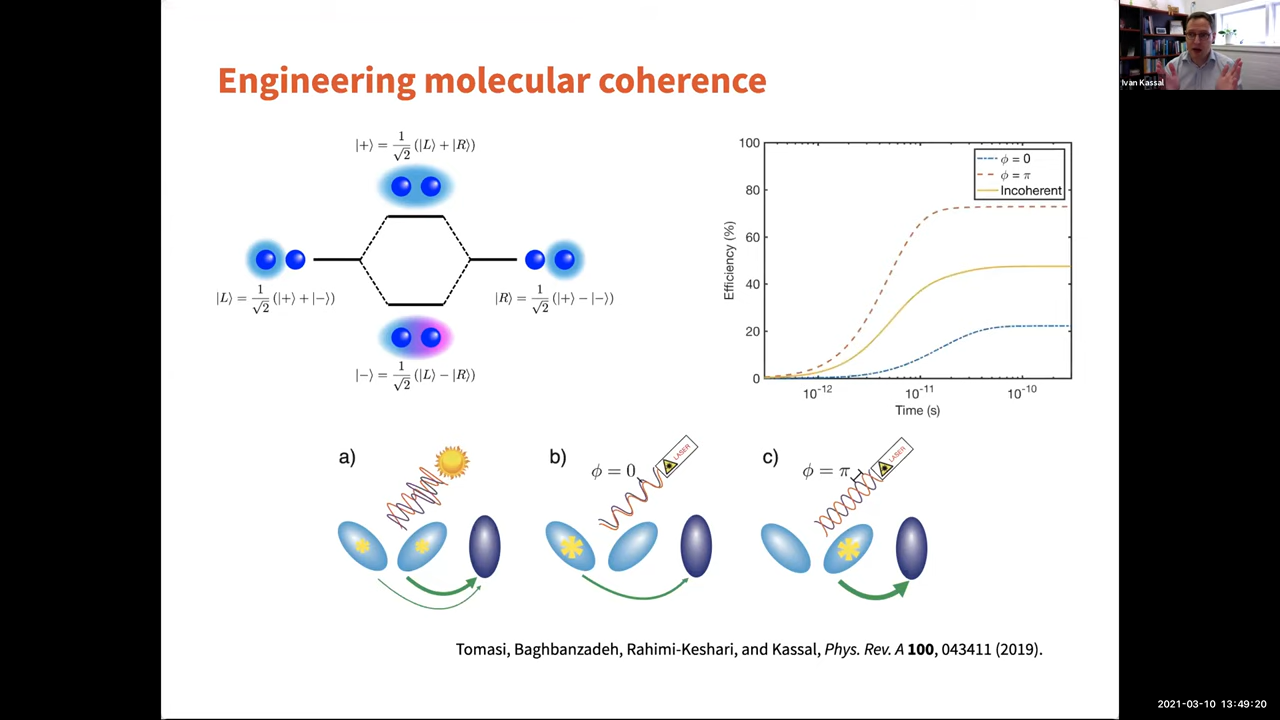 Engineering molecular coherence
Ivan Kassal
|+⟩ = 1/√2 (|L⟩ + |R⟩)
|L⟩ = 1/√2 (|+⟩ + |−⟩)
|R⟩ = 1/√2 (|+⟩ − |−⟩)
|−⟩ = 1/√2 (|L⟩ − |R⟩)
100
80
60
40
20
0
Efficiency (%)
10⁻¹²
10⁻¹¹
10⁻¹⁰
Time (s)
ϕ = 0
ϕ = π
Incoherent
a)
b)
ϕ = 0
LASER
c)
ϕ = π
LASER
Tomasi, Baghbanzadeh, Rahimi-Keshari, and Kassal, Phys. Rev. A 100, 043411 (2019).
2021-03-10 13:49:20